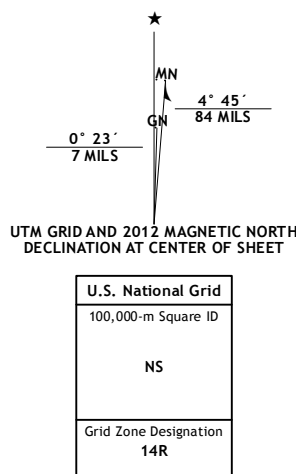 ★
MN
GN
4° 45´
84 MILS
0° 23´
7 MILS
UTM GRID AND 2012 MAGNETIC NORTH
DECLINATION AT CENTER OF SHEET
U.S. National Grid
100,000-m Square ID
NS
Grid Zone Designation
14R